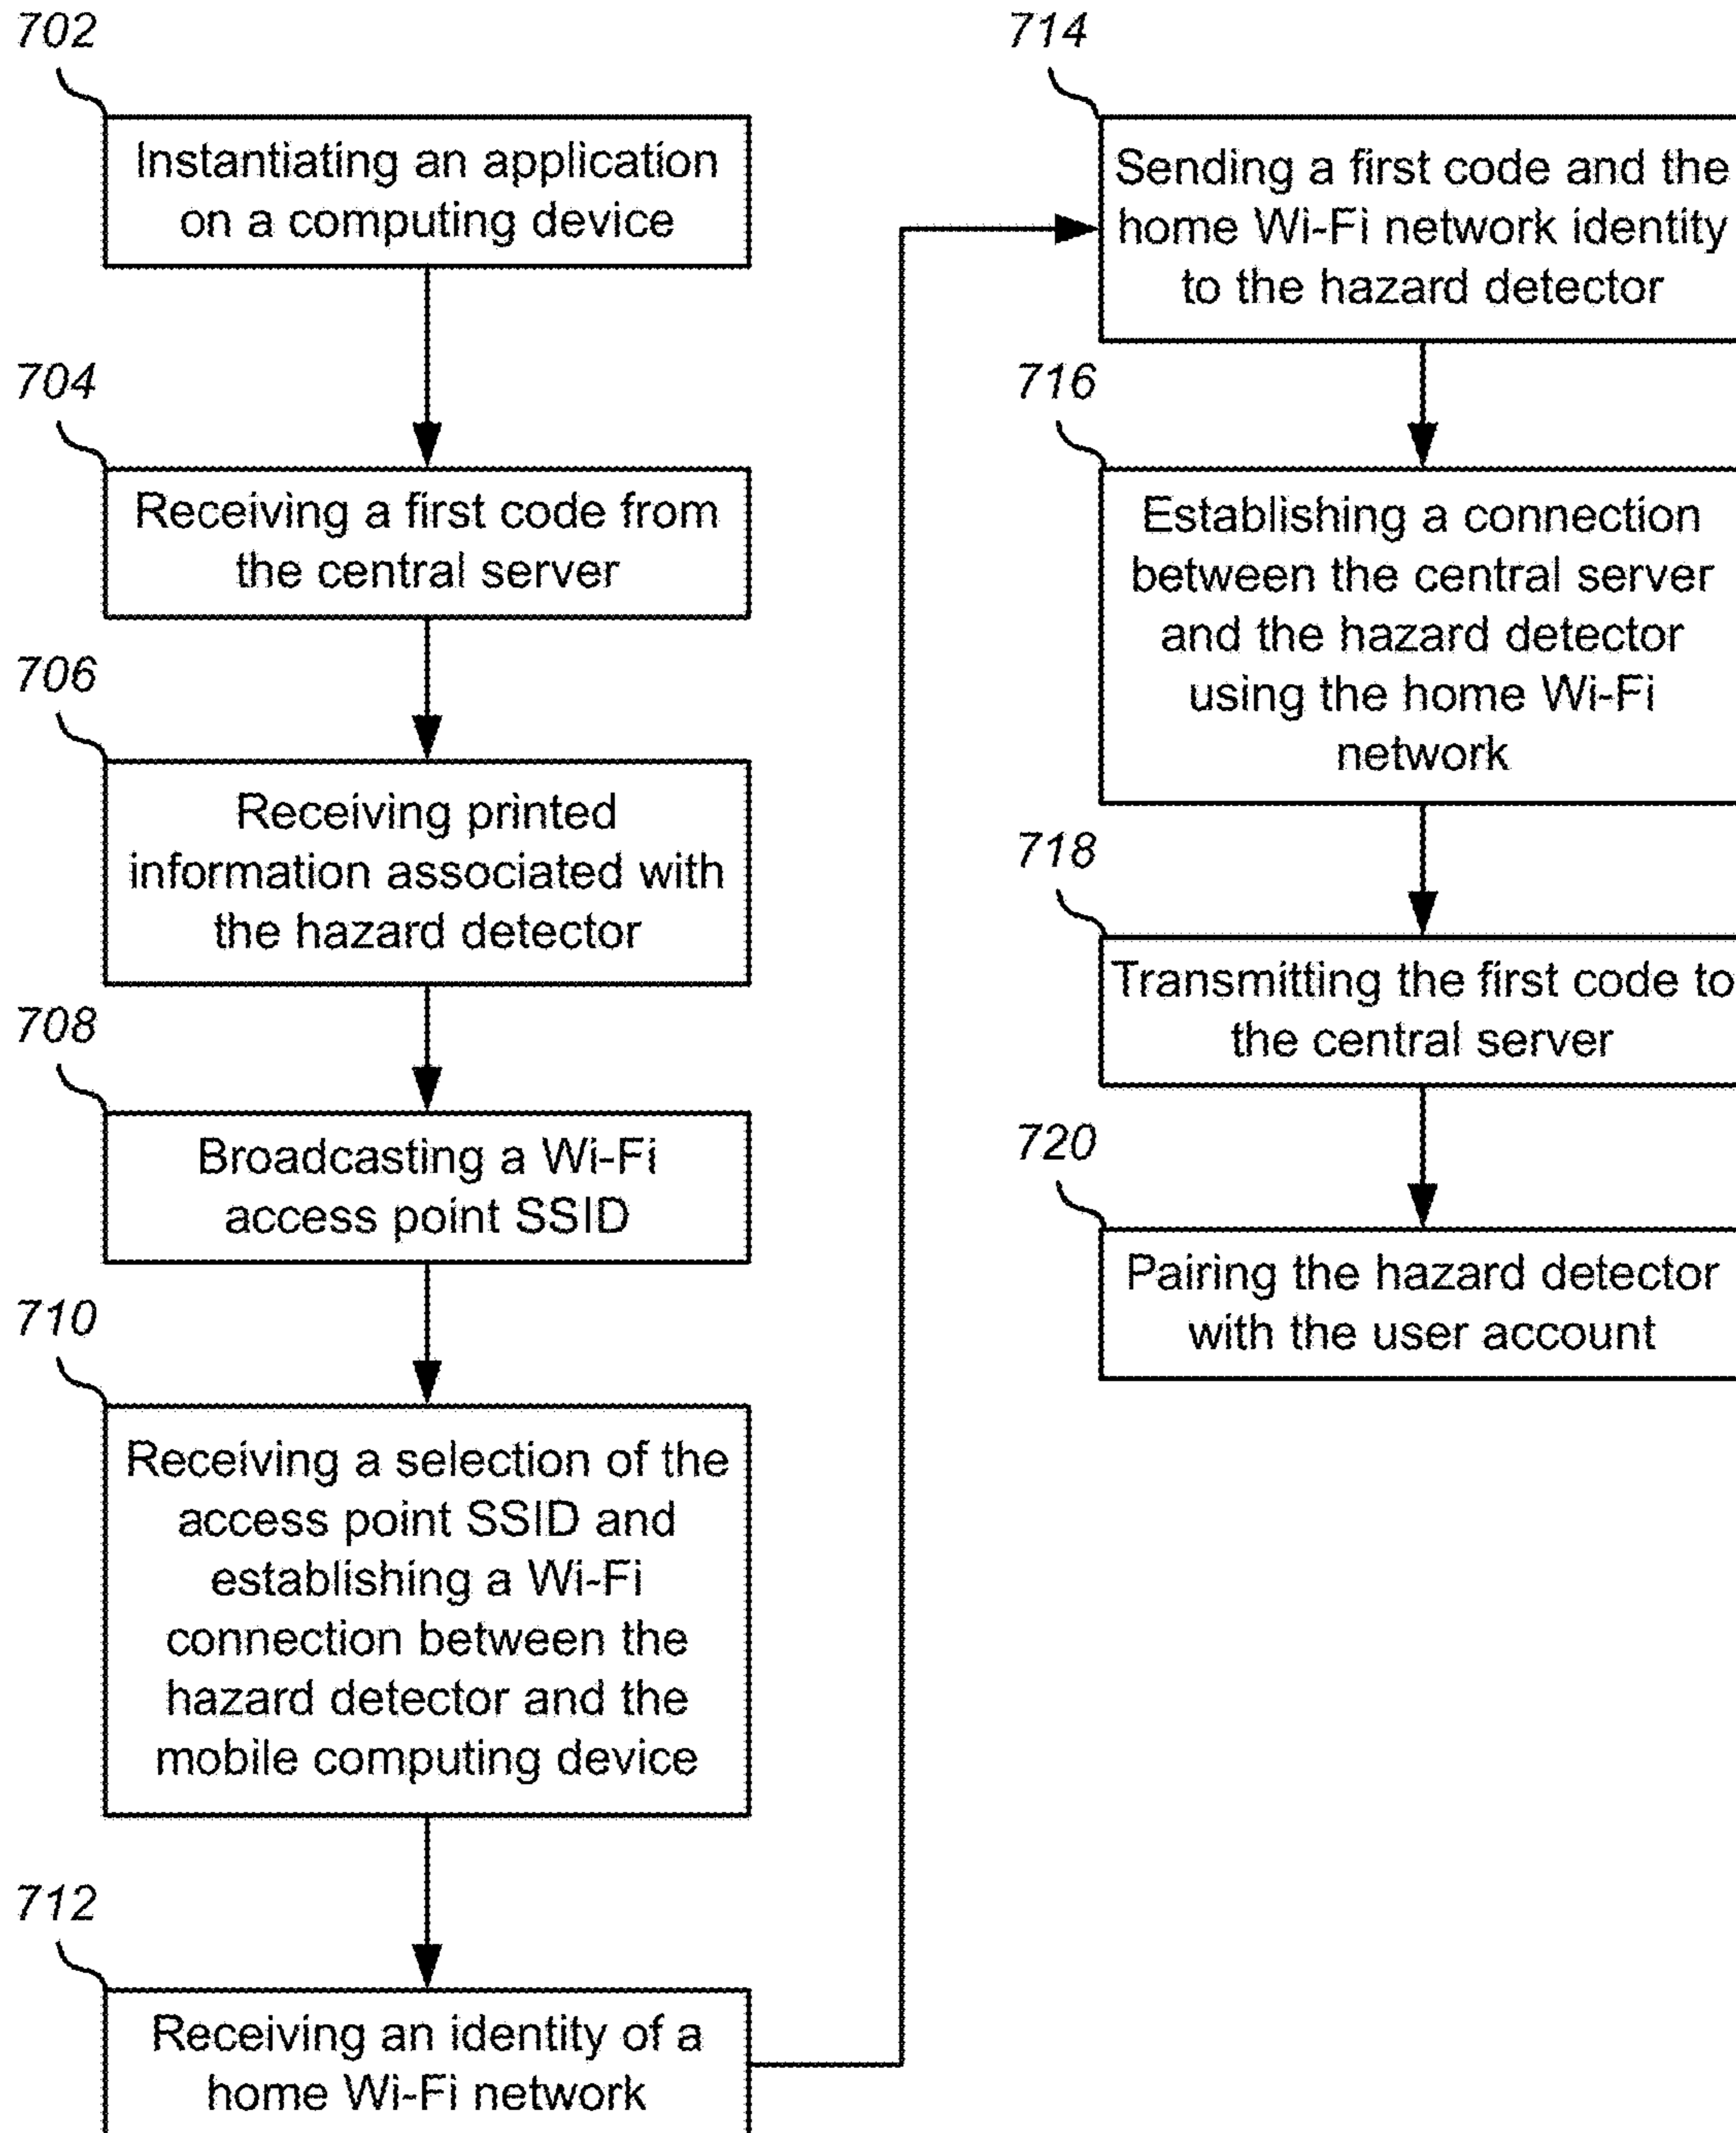 702
Instantiating an application
on a computing device
704
Receiving a first code from
the central server
706
Receiving printed
information associated with
the hazard detector
708
Broadcasting a Wi-Fi
access point SSID
710
Receiving a selection of the
access point SSID and
establishing a Wi-Fi
connection between the
hazard detector and the
mobile computing device
712
Receiving an identity of a
home Wi-Fi network
714
Sending a first code and the
home Wi-Fi network identity
to the hazard detector
716
Establishing a connection
between the central server
and the hazard detector
using the home Wi-Fi
network
718
Transmitting the first code to
the central server
720
Pairing the hazard detector
with the user account